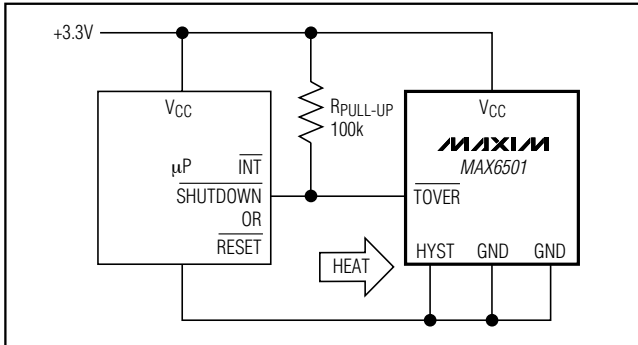 +3.3V
VCC
μP
INT
SHUTDOWN
OR
RESET
RPULL-UP
100k
VCC
MAXIM
MAX6501
TOVER
HYST GND GND
HEAT